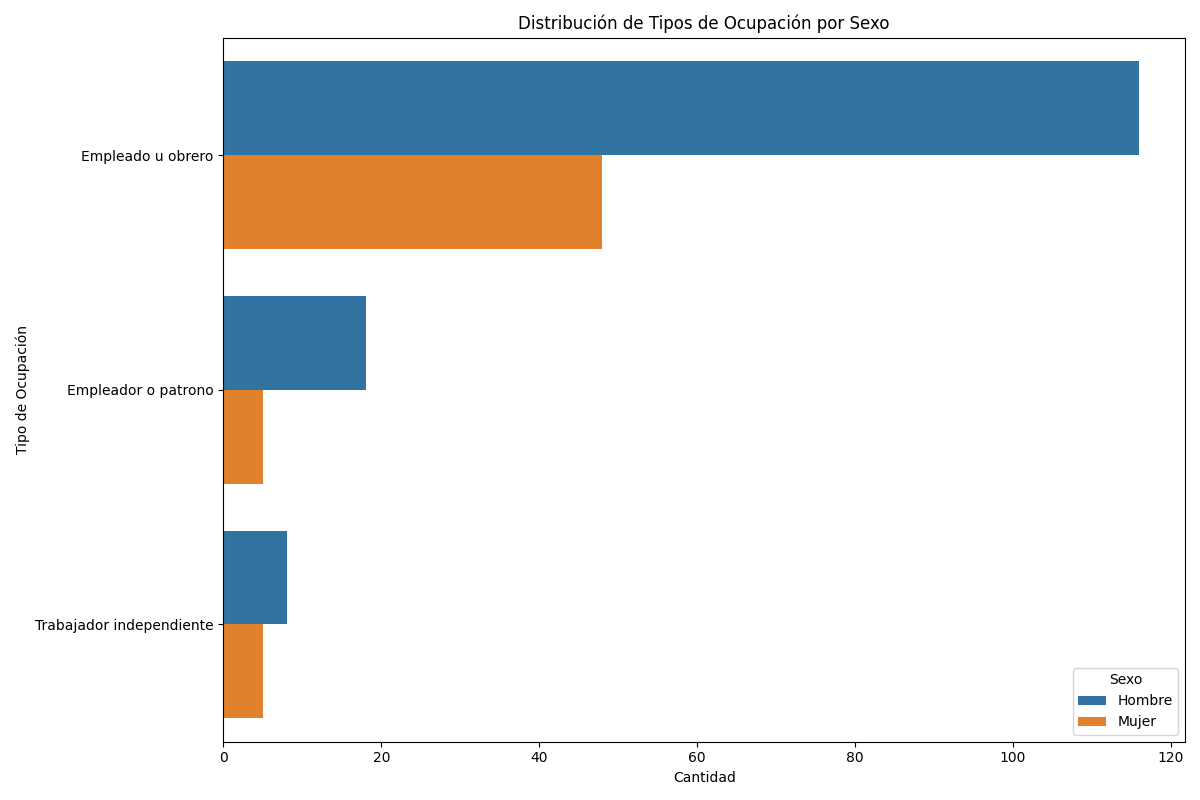 Distribución de Tipos de Ocupación por Sexo
Tipo de Ocupación
Empleado u obrero
Empleador o patrono
Trabajador independiente
Sexo
Hombre
Mujer
0 20 40 60 80 100 120
Cantidad